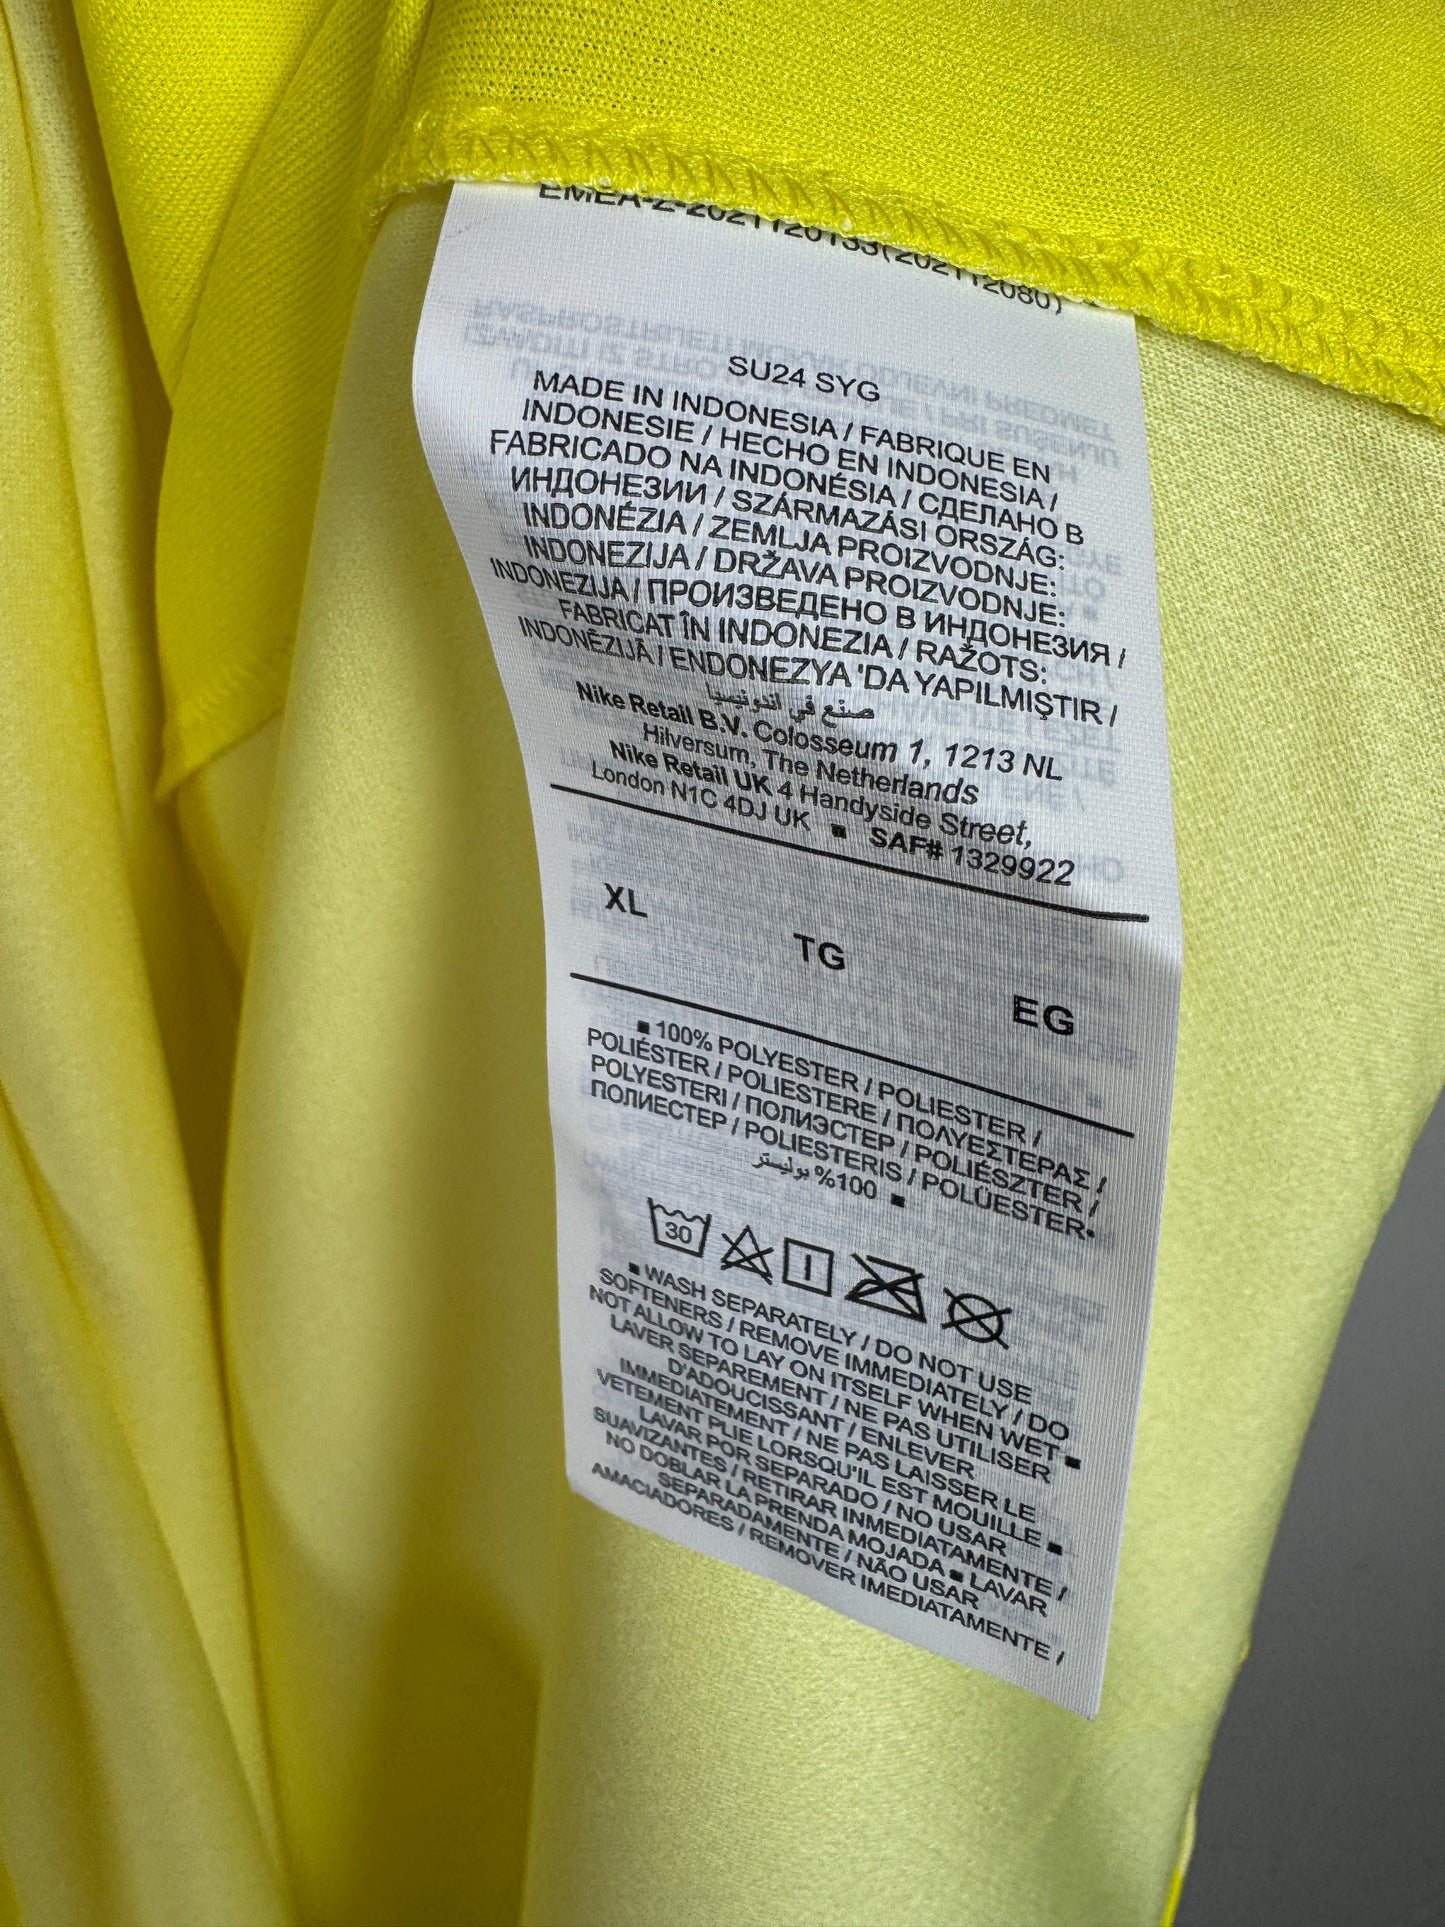 EMEA-Z-2021120133(202112080)
SU24 SYG
MADE IN INDONESIA / FABRIQUE EN
INDONESIE / HECHO EN INDONESIA /
FABRICADO NA INDONÉSIA / СДЕЛАНО В
ИНДОНЕЗИИ / SZÁRMAZÁSI ORSZÁG:
INDONÉZIA / ZEMLJA PROIZVODNJE:
INDONEZIJA / DRŽAVA PROIZVODNJE:
INDONEZIJA / ПРОИЗВЕДЕНО В ИНДОНЕЗИЯ /
FABRICAT ÎN INDONEZIA / RAŽOTS:
INDONĒZIJĀ / ENDONEZYA 'DA YAPILMIŞTIR /
صنع في اندونيسيا
Nike Retail B.V. Colosseum 1, 1213 NL
Hilversum, The Netherlands
Nike Retail UK 4 Handyside Street,
London N1C 4DJ UK ■ SAF# 1329922
XL TG EG
■ 100% POLYESTER / POLIESTER /
POLIÉSTER / POLIESTERE / ΠΟΛΥΕΣΤΕΡΑΣ /
POLYESTERI / ПОЛИЭСТЕР / POLIÉSZTER /
ПОЛИЕСТЕР / POLIESTERIS / POLÜESTER•
100% بوليستر ■
30
■ WASH SEPARATELY / DO NOT USE
SOFTENERS / REMOVE IMMEDIATELY / DO
NOT ALLOW TO LAY ON ITSELF WHEN WET ■
LAVER SEPAREMENT / NE PAS UTILISER
D'ADOUCISSANT / ENLEVER
IMMEDIATEMENT / NE PAS LAISSER LE
VETEMENT PLIE LORSQU'IL EST MOUILLE ■
LAVAR POR SEPARADO / NO USAR
SUAVIZANTES / RETIRAR INMEDIATAMENTE /
NO DOBLAR LA PRENDA MOJADA ■ LAVAR
SEPARADAMENTE / NÃO USAR
AMACIADORES / REMOVER IMEDIATAMENTE /